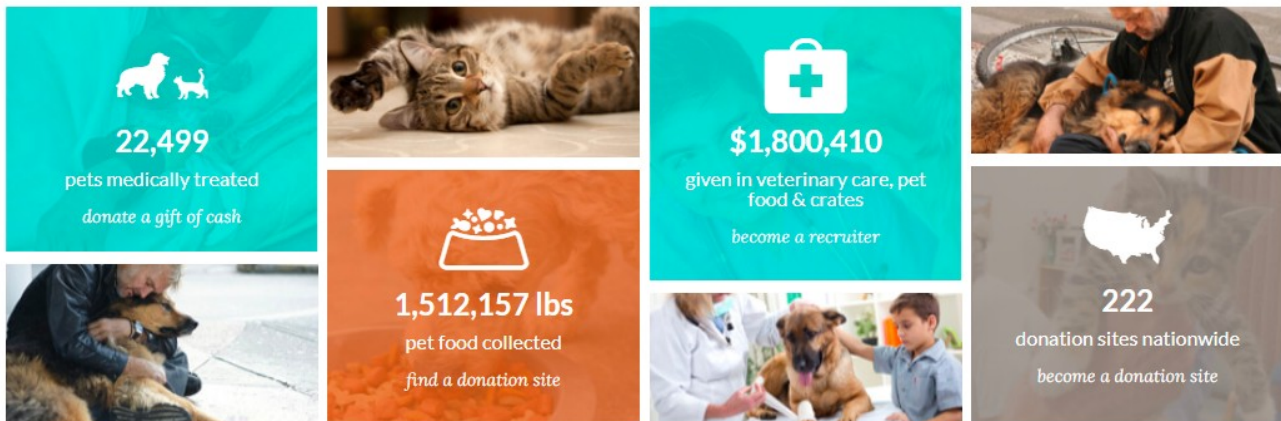 22,499
pets medically treated
donate a gift of cash
1,512,157 lbs
pet food collected
find a donation site
$1,800,410
given in veterinary care, pet
food & crates
become a recruiter
222
donation sites nationwide
become a donation site